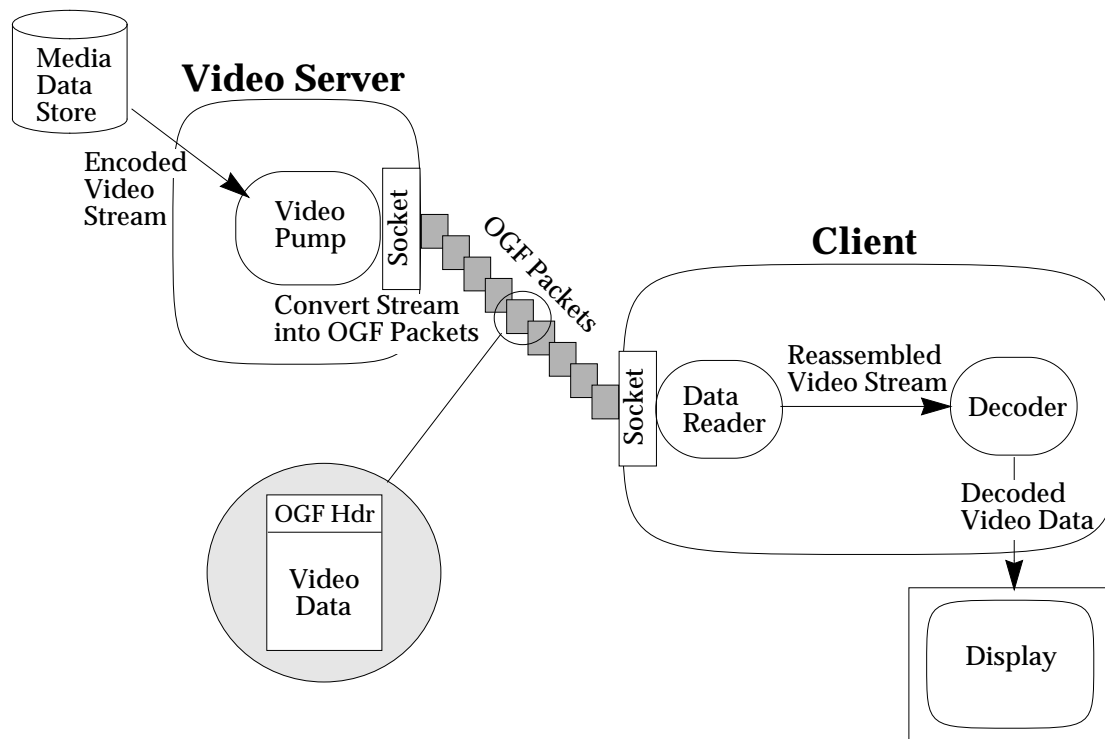 Media
Data
Store
Video Server
Encoded
Video
Stream
Video
Pump
Socket
Convert Stream
into OGF Packets
OGF Packets
Client
Socket
Data
Reader
Reassembled
Video Stream
Decoder
Decoded
Video Data
OGF Hdr
Video
Data
Display